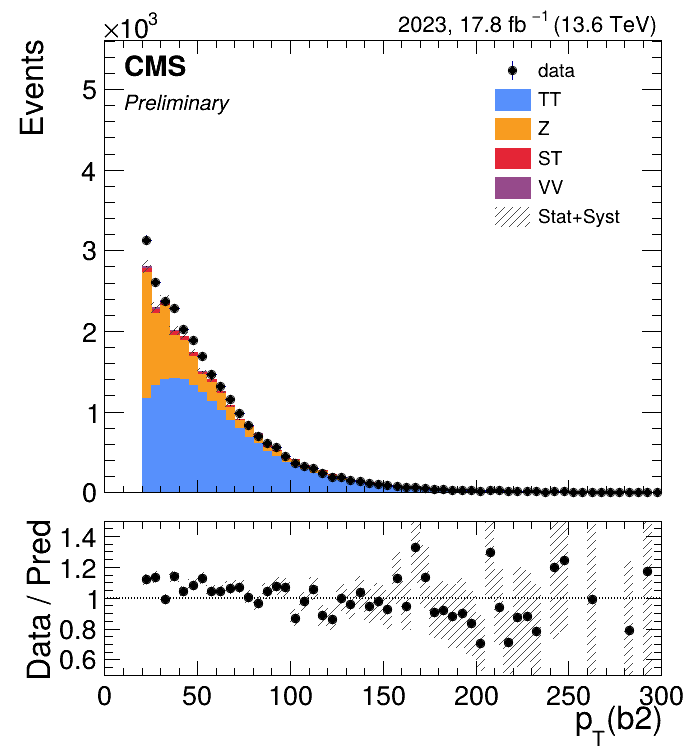 ×10³
2023, 17.8 fb⁻¹ (13.6 TeV)
Events
CMS
Preliminary
data
TT
Z
ST
VV
Stat+Syst
5
4
3
2
1
0
Data / Pred
1.4
1.2
1
0.8
0.6
0 50 100 150 200 250 300
p_T(b2)